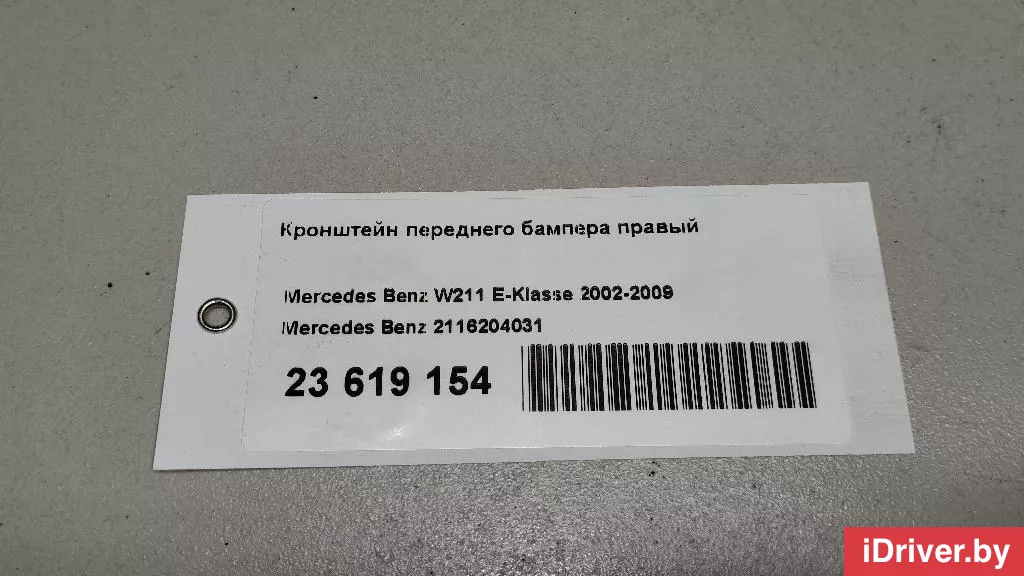 Кронштейн переднего бампера правый
Mercedes Benz W211 E-Klasse 2002-2009
Mercedes Benz 2116204031
23 619 154
iDriver.by